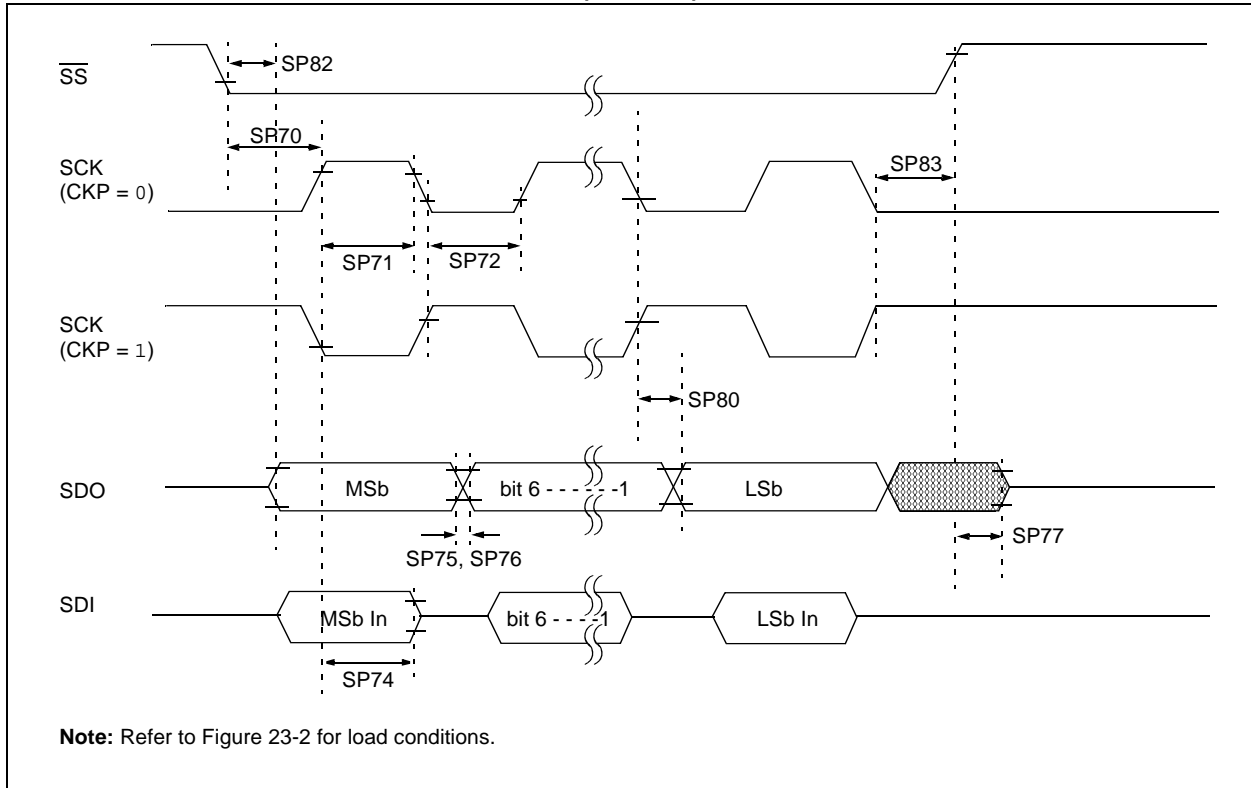 SS
SP82
SP70
SCK
(CKP = 0)
SP83
SP71
SP72
SCK
(CKP = 1)
SP80
SDO
MSb
bit 6 - - - - - -1
LSb
SP77
SP75, SP76
SDI
MSb In
bit 6 - - - -1
LSb In
SP74
Note: Refer to Figure 23-2 for load conditions.